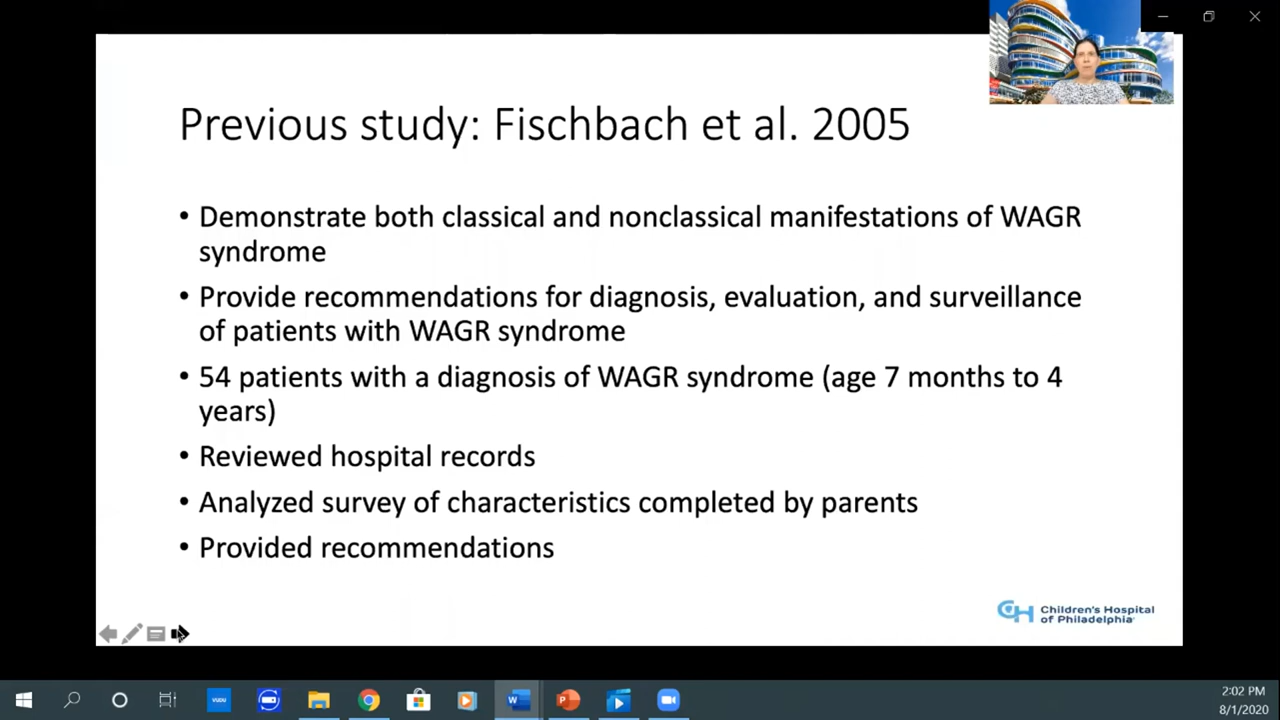 Previous study: Fischbach et al. 2005
• Demonstrate both classical and nonclassical manifestations of WAGR
syndrome
• Provide recommendations for diagnosis, evaluation, and surveillance
of patients with WAGR syndrome
• 54 patients with a diagnosis of WAGR syndrome (age 7 months to 4
years)
• Reviewed hospital records
• Analyzed survey of characteristics completed by parents
• Provided recommendations
CH Children's Hospital
of Philadelphia
VUDU
2:02 PM
8/1/2020